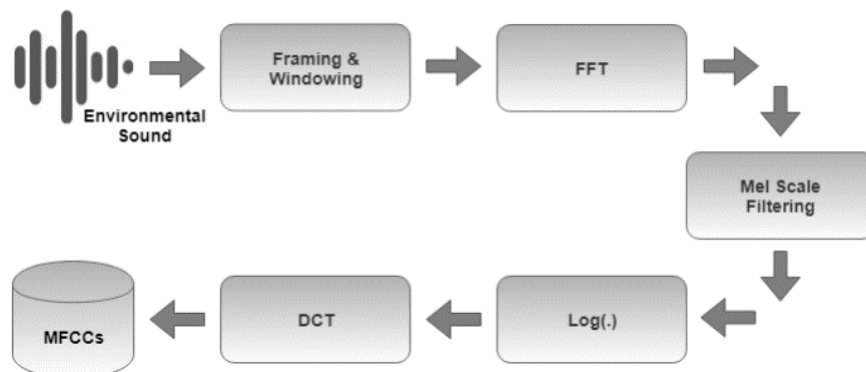 Environmental
Sound
Framing &
Windowing
FFT
Mel Scale
Filtering
Log(.)
DCT
MFCCs